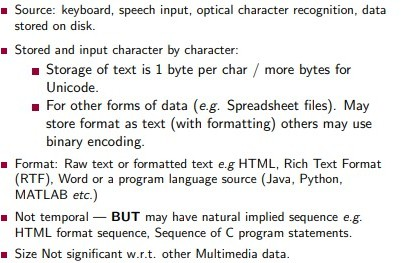 Source: keyboard, speech input, optical character recognition, data
stored on disk.
Stored and input character by character:
Storage of text is 1 byte per char / more bytes for
Unicode.
For other forms of data (e.g. Spreadsheet files). May
store format as text (with formatting) others may use
binary encoding.
Format: Raw text or formatted text e.g HTML, Rich Text Format
(RTF), Word or a program language source (Java, Python,
MATLAB etc.)
Not temporal — BUT may have natural implied sequence e.g.
HTML format sequence, Sequence of C program statements.
Size Not significant w.r.t. other Multimedia data.